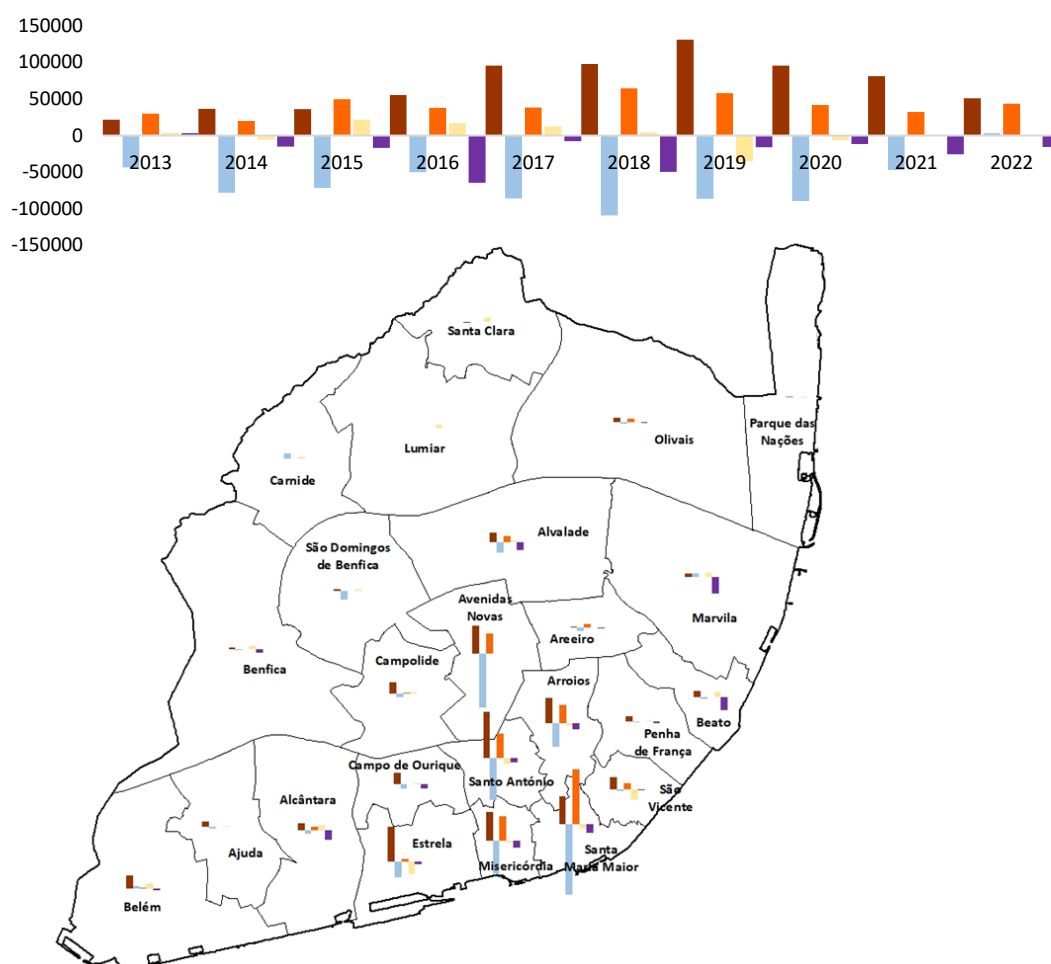 150000
100000
50000
0
-50000
-100000
-150000
2013 2014 2015 2016 2017 2018 2019 2020 2021 2022
Santa Clara
Parque das
Nações
Olivais
Lumiar
Carnide
Alvalade
São Domingos
de Benfica
Avenidas
Novas
Marvila
Areeiro
Benfica
Campolide
Arroios
Beato
Penha
de França
Campo de Ourique
Santo António
São
Vicente
Alcântara
Estrela
Ajuda
Misericórdia
Santa
Maria Maior
Belém